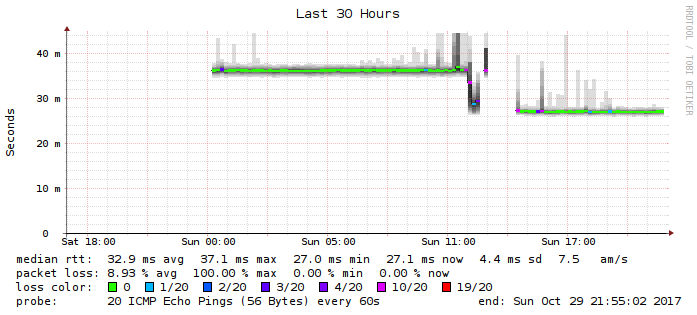 Last 30 Hours
RRDTOOL / TOBI OETIKER
Seconds
40 m
30 m
20 m
10 m
0
Sat 18:00 Sun 00:00 Sun 05:00 Sun 11:00 Sun 17:00
median rtt: 32.9 ms avg 37.1 ms max 27.0 ms min 27.1 ms now 4.4 ms sd 7.5 am/s
packet loss: 8.93 % avg 100.00 % max 0.00 % min 0.00 % now
loss color: 0 1/20 2/20 3/20 4/20 10/20 19/20
probe: 20 ICMP Echo Pings (56 Bytes) every 60s end: Sun Oct 29 21:55:02 2017